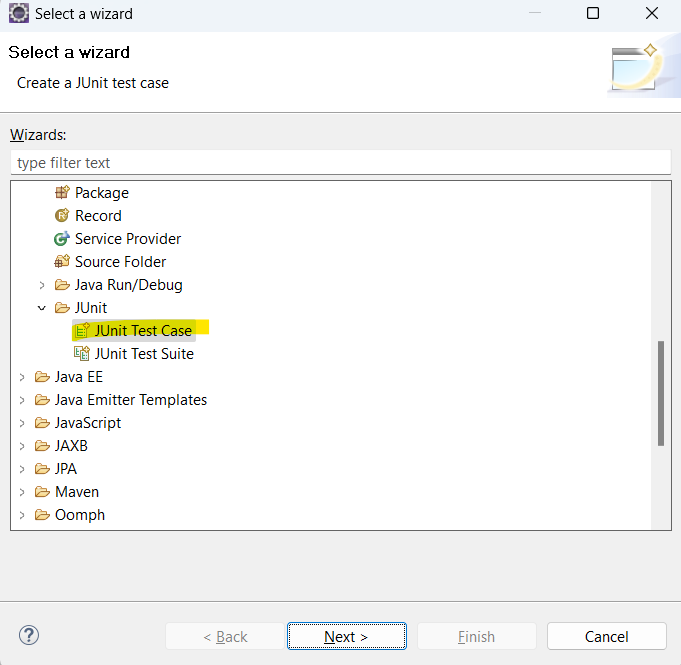 Select a wizard
Select a wizard
Create a JUnit test case
Wizards:
type filter text
Package
Record
Service Provider
Source Folder
Java Run/Debug
JUnit
JUnit Test Case
JUnit Test Suite
Java EE
Java Emitter Templates
JavaScript
JAXB
JPA
Maven
Oomph
? < Back Next > Finish Cancel